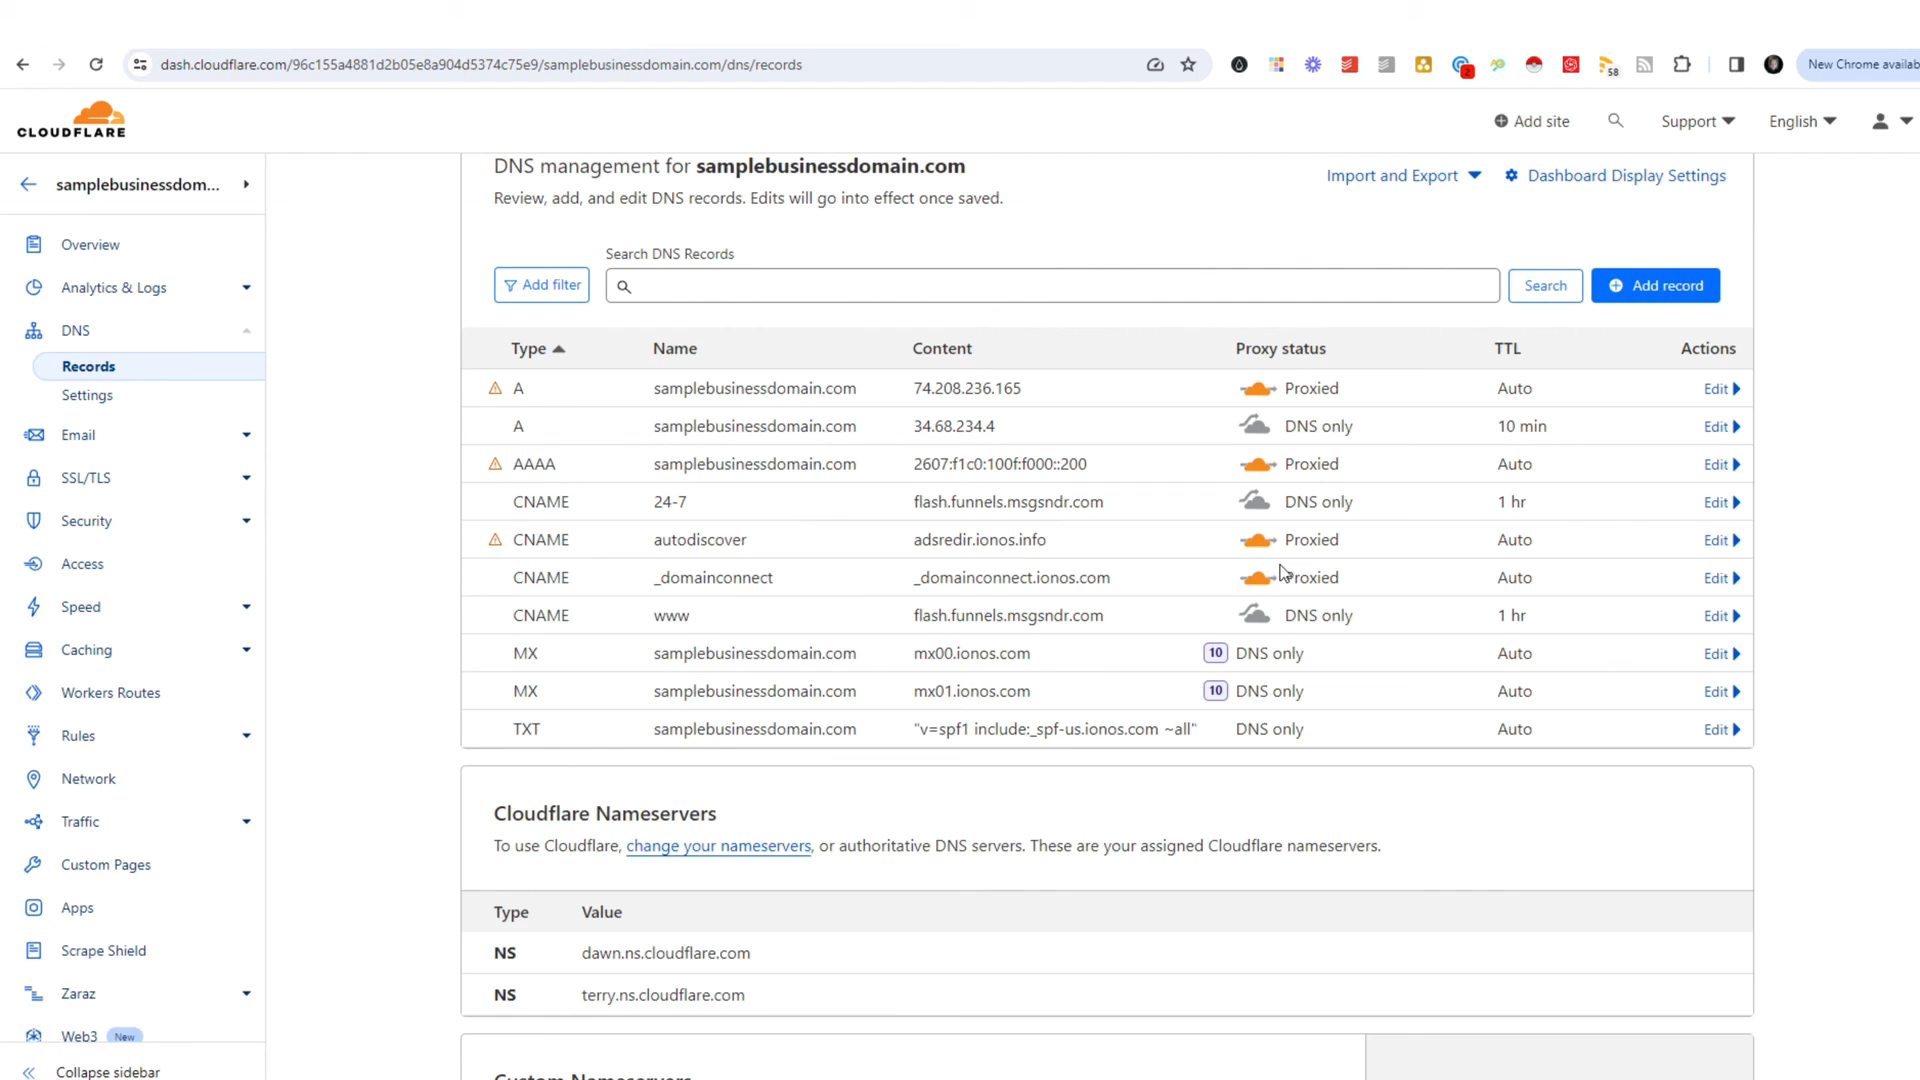 dash.cloudflare.com/96c155a4881d2b05e8a904d5374c75e9/samplebusinessdomain.com/dns/records
2
58
New Chrome availab
CLOUDFLARE
Add site
Support
English
samplebusinessdom...
Overview
Analytics & Logs
DNS
Records
Settings
Email
SSL/TLS
Security
Access
Speed
Caching
Workers Routes
Rules
Network
Traffic
Custom Pages
Apps
Scrape Shield
Zaraz
Web3 New
Collapse sidebar
DNS management for samplebusinessdomain.com
Import and Export
Dashboard Display Settings
Review, add, and edit DNS records. Edits will go into effect once saved.
Search DNS Records
Add filter
Search
Add record
Type Name Content Proxy status TTL Actions
A samplebusinessdomain.com 74.208.236.165 Proxied Auto Edit
A samplebusinessdomain.com 34.68.234.4 DNS only 10 min Edit
AAAA samplebusinessdomain.com 2607:f1c0:100f:f000::200 Proxied Auto Edit
CNAME 24-7 flash.funnels.msgsndr.com DNS only 1 hr Edit
CNAME autodiscover adsredir.ionos.info Proxied Auto Edit
CNAME _domainconnect _domainconnect.ionos.com Proxied Auto Edit
CNAME www flash.funnels.msgsndr.com DNS only 1 hr Edit
MX samplebusinessdomain.com mx00.ionos.com 10 DNS only Auto Edit
MX samplebusinessdomain.com mx01.ionos.com 10 DNS only Auto Edit
TXT samplebusinessdomain.com "v=spf1 include:_spf-us.ionos.com ~all" DNS only Auto Edit
Cloudflare Nameservers
To use Cloudflare, change your nameservers, or authoritative DNS servers. These are your assigned Cloudflare nameservers.
Type Value
NS dawn.ns.cloudflare.com
NS terry.ns.cloudflare.com
Custom Nameservers